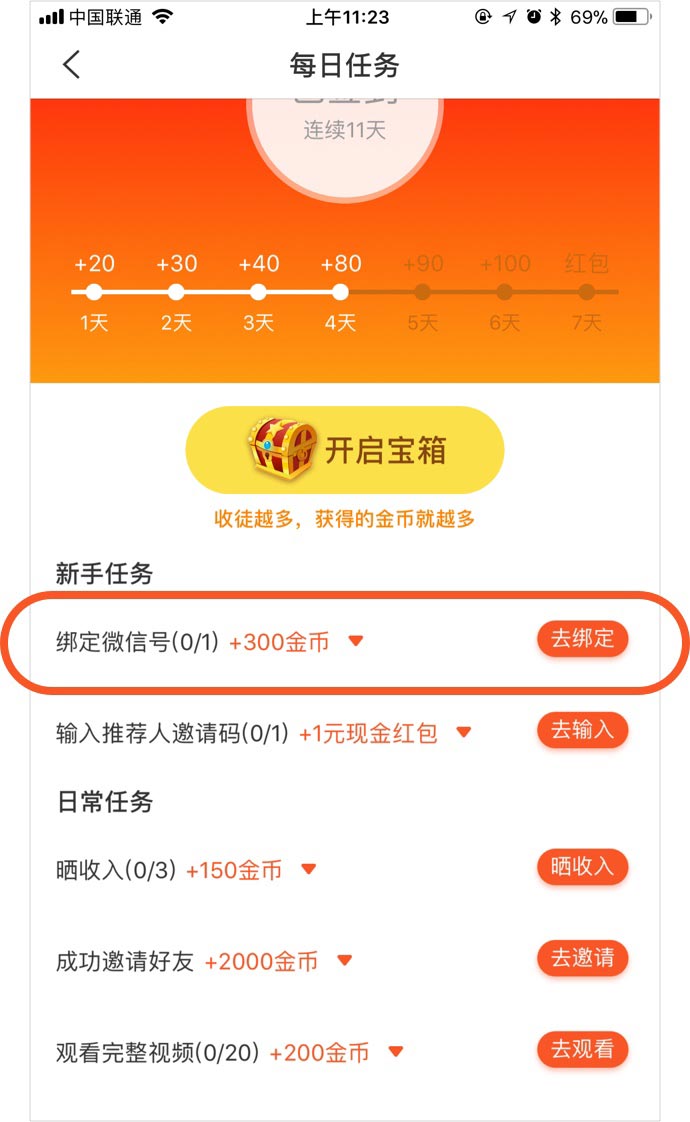 中国联通 上午11:23 69%
每日任务
连续11天
+20 +30 +40 +80 +90 +100 红包
1天 2天 3天 4天 5天 6天 7天
开启宝箱
收徒越多，获得的金币就越多
新手任务
绑定微信号(0/1) +300金币 去绑定
输入推荐人邀请码(0/1) +1元现金红包 去输入
日常任务
晒收入(0/3) +150金币 晒收入
成功邀请好友 +2000金币 去邀请
观看完整视频(0/20) +200金币 去观看